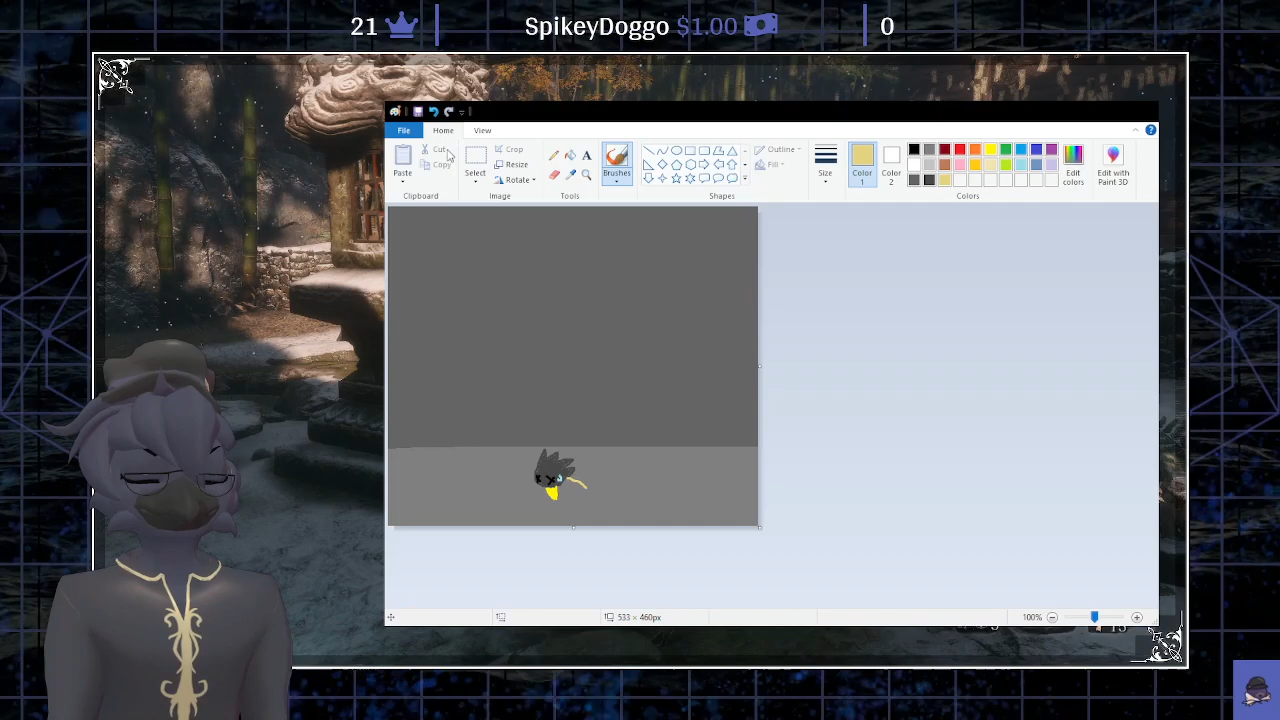 21 SpikeyDoggo $1.00 0
File Home View
Cut
Copy
Paste
Clipboard
Select
Crop
Resize
Rotate
Image
A
Tools
Brushes
Outline
Fill
Shapes
Size
Color 1
Color 2
Edit colors
Colors
Edit with Paint 3D
533 × 460px
100%